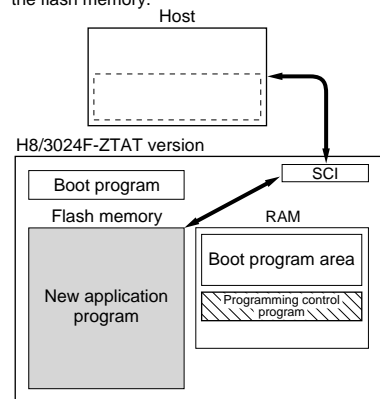 the flash memory.
Host
H8/3024F-ZTAT version
SCI
Boot program
Flash memory
RAM
Boot program area
New application
program
Programming control
program